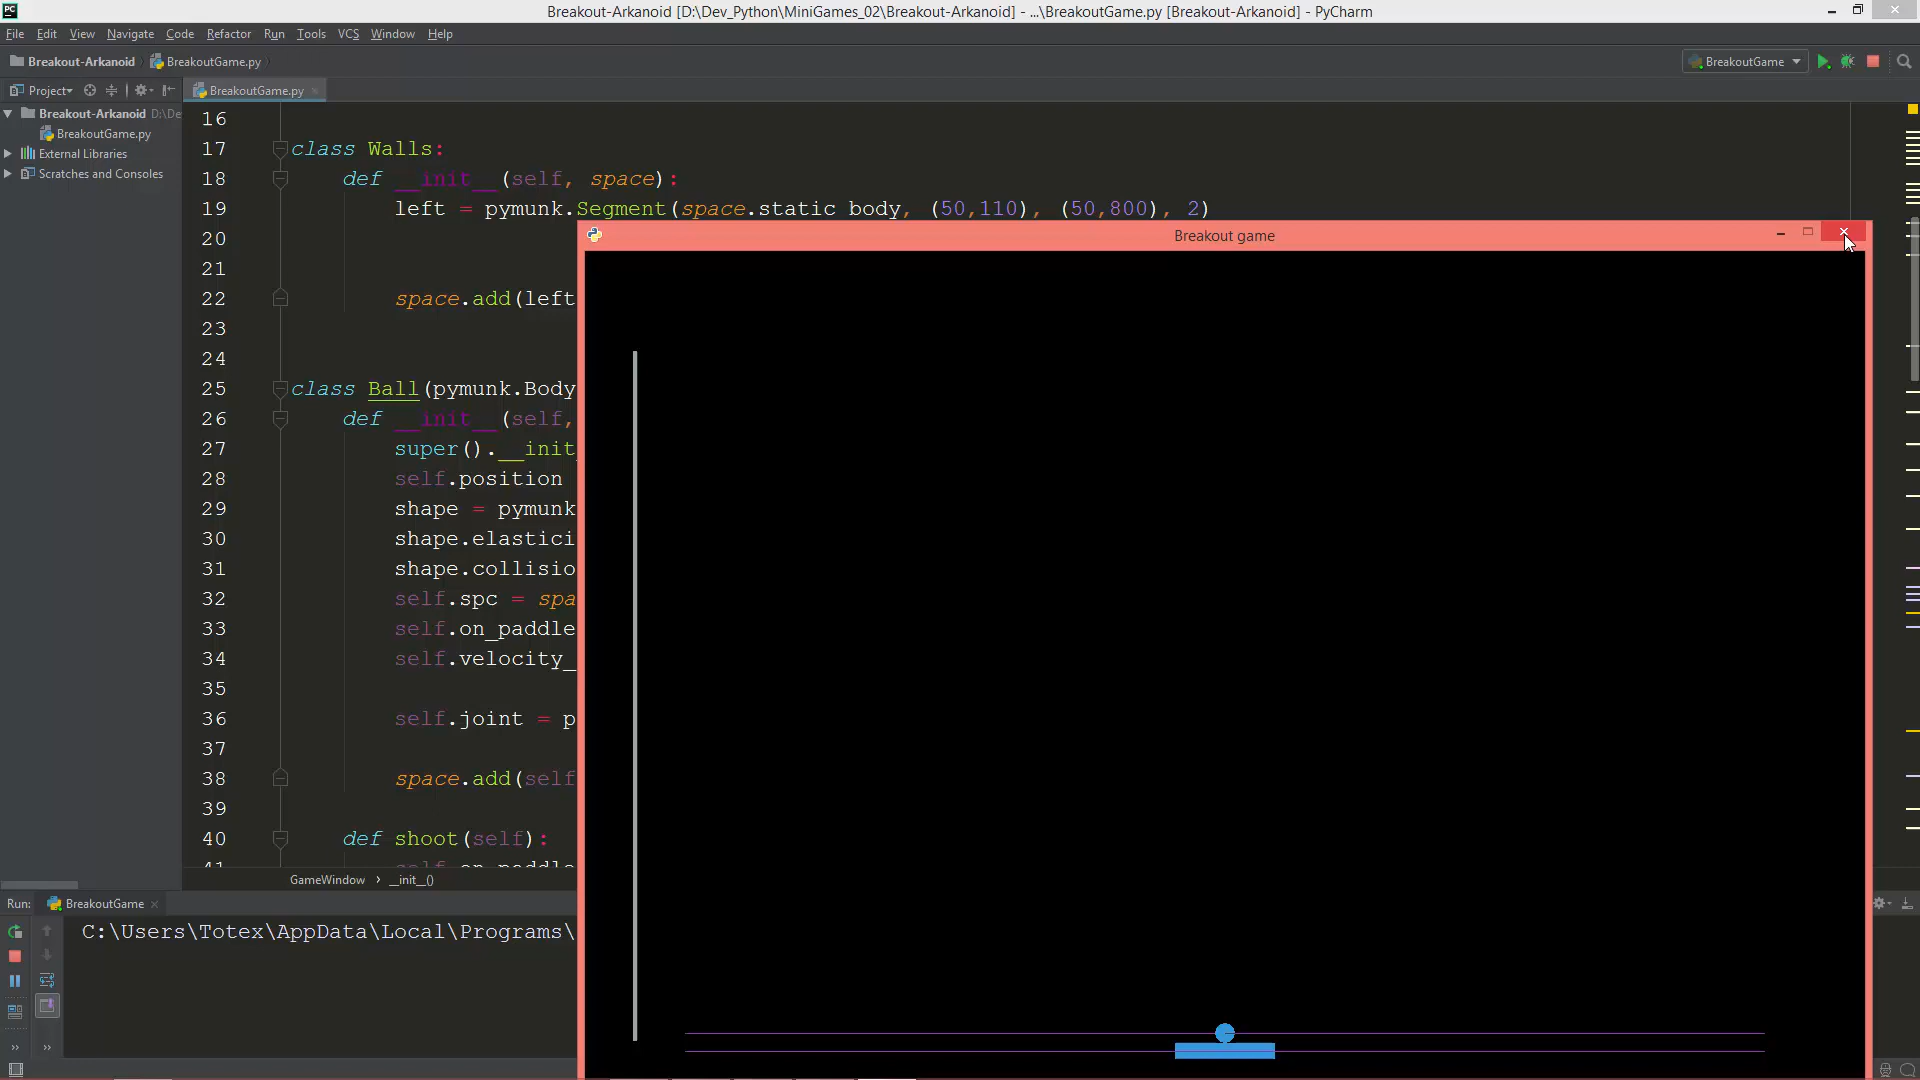 PC
Breakout-Arkanoid [D:\Dev_Python\MiniGames_02\Breakout-Arkanoid] - ...\BreakoutGame.py [Breakout-Arkanoid] - PyCharm
File Edit View Navigate Code Refactor Run Tools VCS Window Help
Breakout-Arkanoid BreakoutGame.py BreakoutGame
Project BreakoutGame.py
Breakout-Arkanoid D:\De
BreakoutGame.py
External Libraries
Scratches and Consoles
16
17 class Walls:
18 def __init__(self, space):
19 left = pymunk.Segment(space.static_body, (50,110), (50,800), 2)
20
21
22 space.add(left
23
24
25 class Ball(pymunk.Body
26 def __init__(self,
27 super().__init_
28 self.position
29 shape = pymunk
30 shape.elastici
31 shape.collisio
32 self.spc = spa
33 self.on_paddle
34 self.velocity_
35
36 self.joint = p
37
38 space.add(self
39
40 def shoot(self):
41 self.on_paddle
GameWindow › __init__()
Breakout game
Run: BreakoutGame
C:\Users\Totex\AppData\Local\Programs\